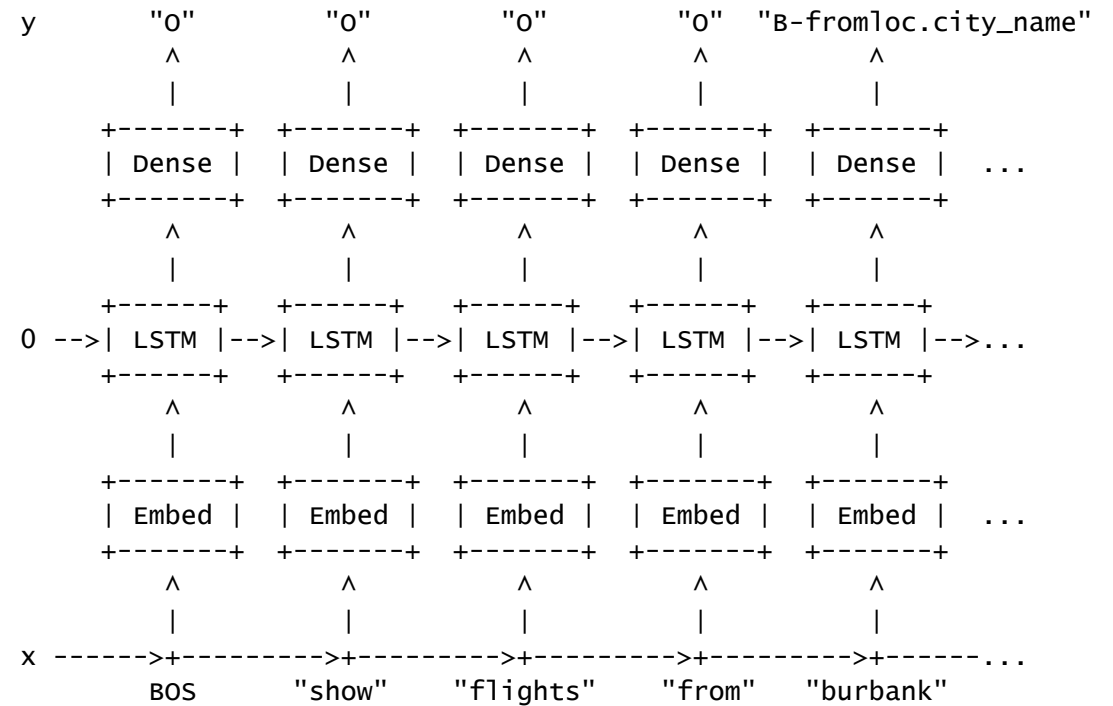 y "O" "O" "O" "O" "B-fromloc.city_name"
^ ^ ^ ^ ^
| | | | |
+-------+ +-------+ +-------+ +-------+ +-------+
| Dense | | Dense | | Dense | | Dense | | Dense | ...
+-------+ +-------+ +-------+ +-------+ +-------+
^ ^ ^ ^ ^
| | | | |
+------+ +------+ +------+ +------+ +------+
0 -->| LSTM |-->| LSTM |-->| LSTM |-->| LSTM |-->| LSTM |-->...
+------+ +------+ +------+ +------+ +------+
^ ^ ^ ^ ^
| | | | |
+-------+ +-------+ +-------+ +-------+ +-------+
| Embed | | Embed | | Embed | | Embed | | Embed | ...
+-------+ +-------+ +-------+ +-------+ +-------+
^ ^ ^ ^ ^
| | | | |
x ------>+--------->+--------->+--------->+--------->+------...
BOS "show" "flights" "from" "burbank"